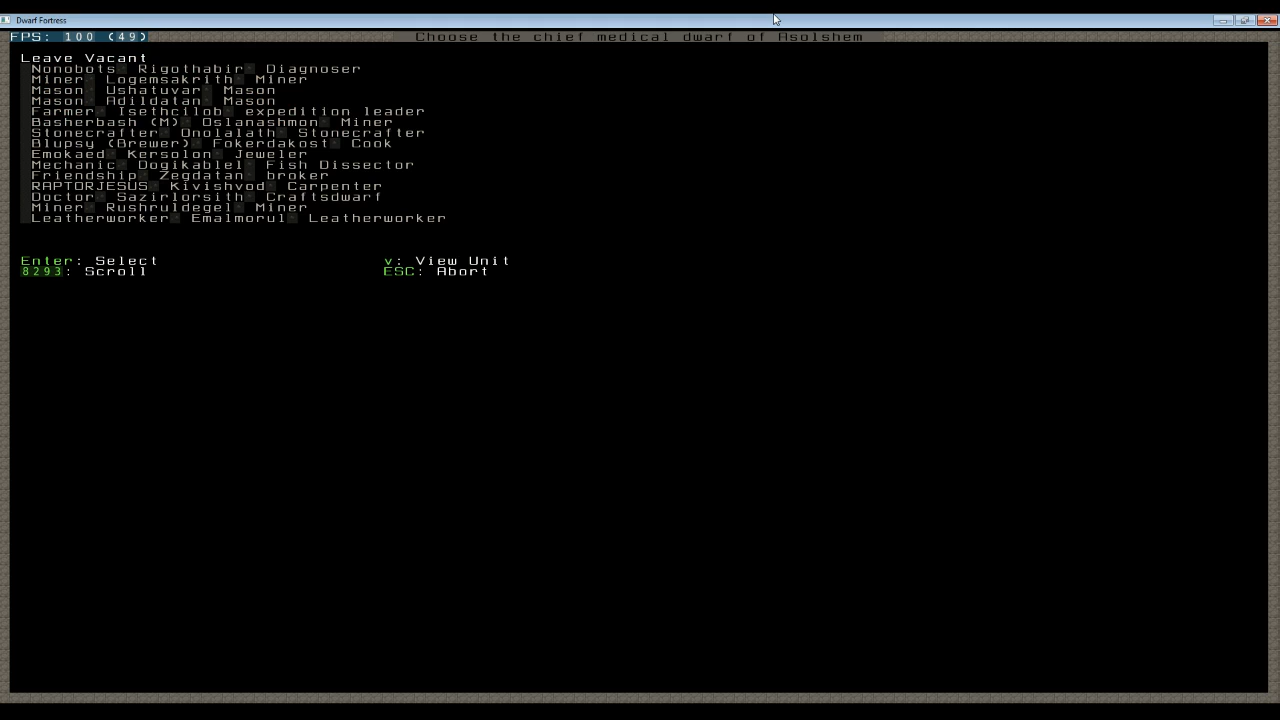 Dwarf Fortress
FPS: 100 (49)
Choose the chief medical dwarf of Asolshem
Leave Vacant
Nonobots Rigothabir Diagnoser
Miner Logemsakrith Miner
Mason Ushatuvar Mason
Mason Adildatan Mason
Farmer Isethcilob expedition leader
Basherbash (M) Oslanashmon Miner
Stonecrafter Onolalath Stonecrafter
Blupsy (Brewer) Fokerdakost Cook
Emokaed Kersolon Jeweler
Mechanic Dogikablel Fish Dissector
Friendship Zegdatan broker
RAPTORJESUS Kivishvod Carpenter
Doctor Sazirlorsith Craftsdwarf
Miner Rushruldegel Miner
Leatherworker Emalmorul Leatherworker
Enter: Select
v: View Unit
8293: Scroll
ESC: Abort